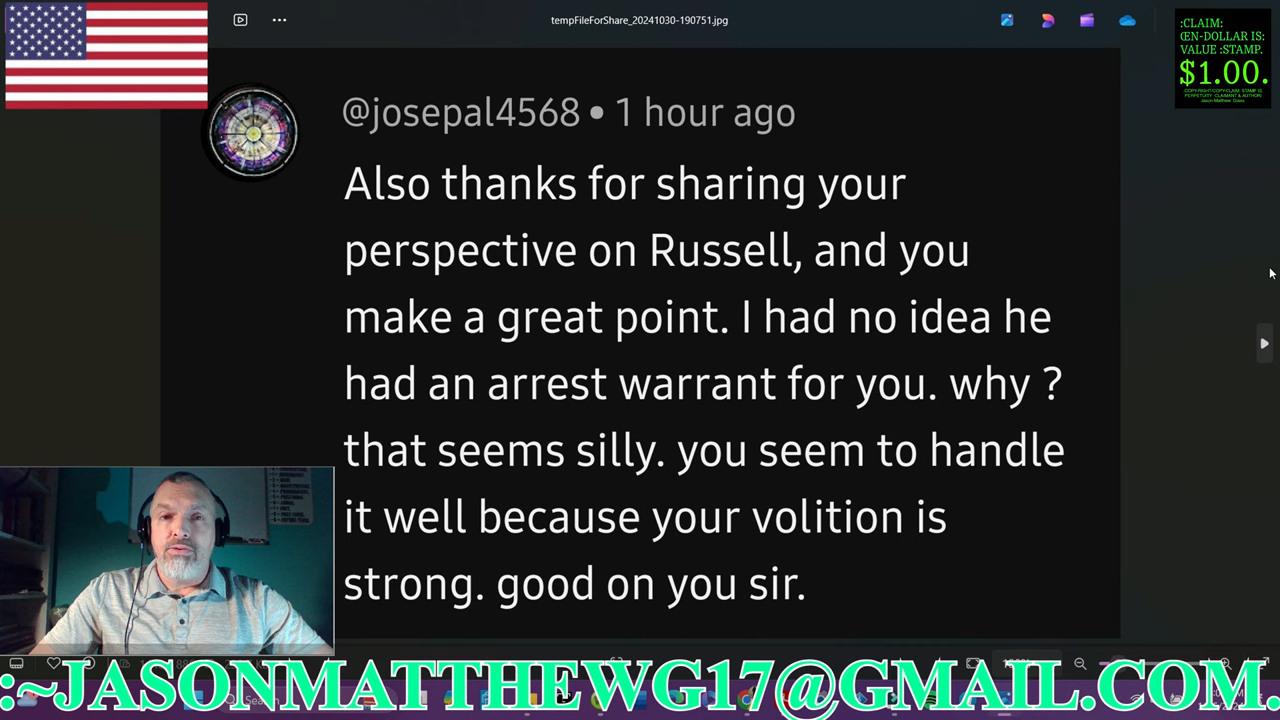 tempFileForShare_20241030-190751.jpg
:CLAIM:
VALUE :STAMP.
$1.00.
@josepal4568 • 1 hour ago
Also thanks for sharing your
perspective on Russell, and you
make a great point. I had no idea he
had an arrest warrant for you. why ?
that seems silly. you seem to handle
it well because your volition is
strong. good on you sir.
:~JASONMATTHEWG17@GMAIL.COM.